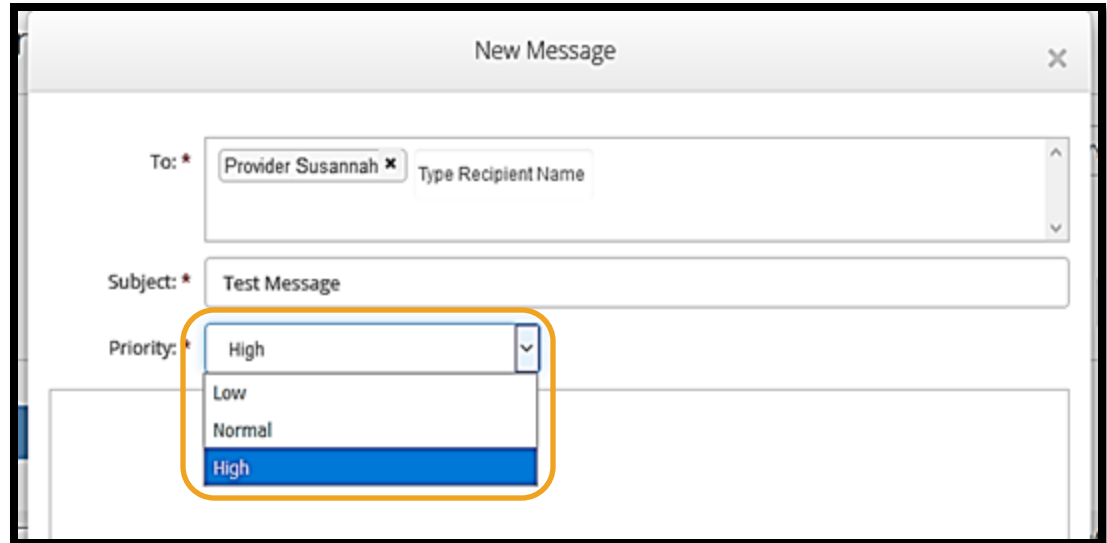 New Message
×
To: *
Provider Susannah × Type Recipient Name
Subject: * Test Message
Priority: * High
Low
Normal
High